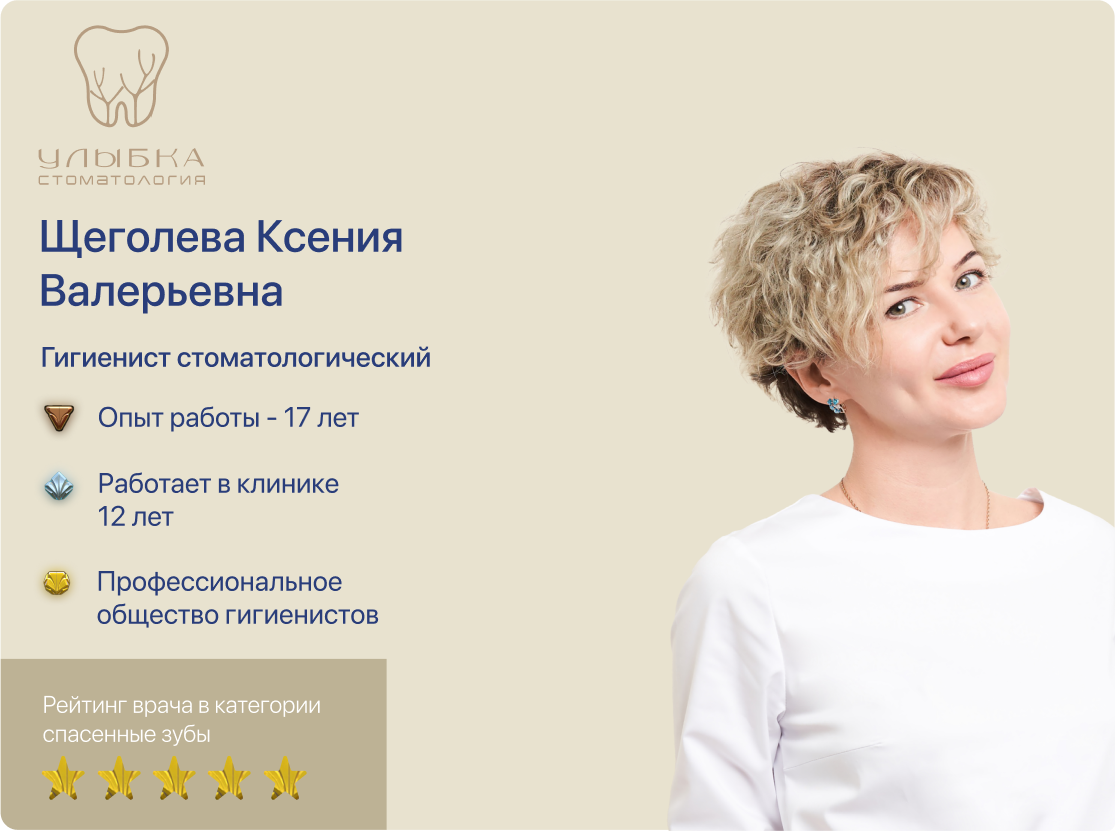 УЛЫБКА
СТОМАТОЛОГИЯ
Щеголева Ксения
Валерьевна
Гигиенист стоматологический
Опыт работы - 17 лет
Работает в клинике
12 лет
Профессиональное
общество гигиенистов
Рейтинг врача в категории
спасенные зубы